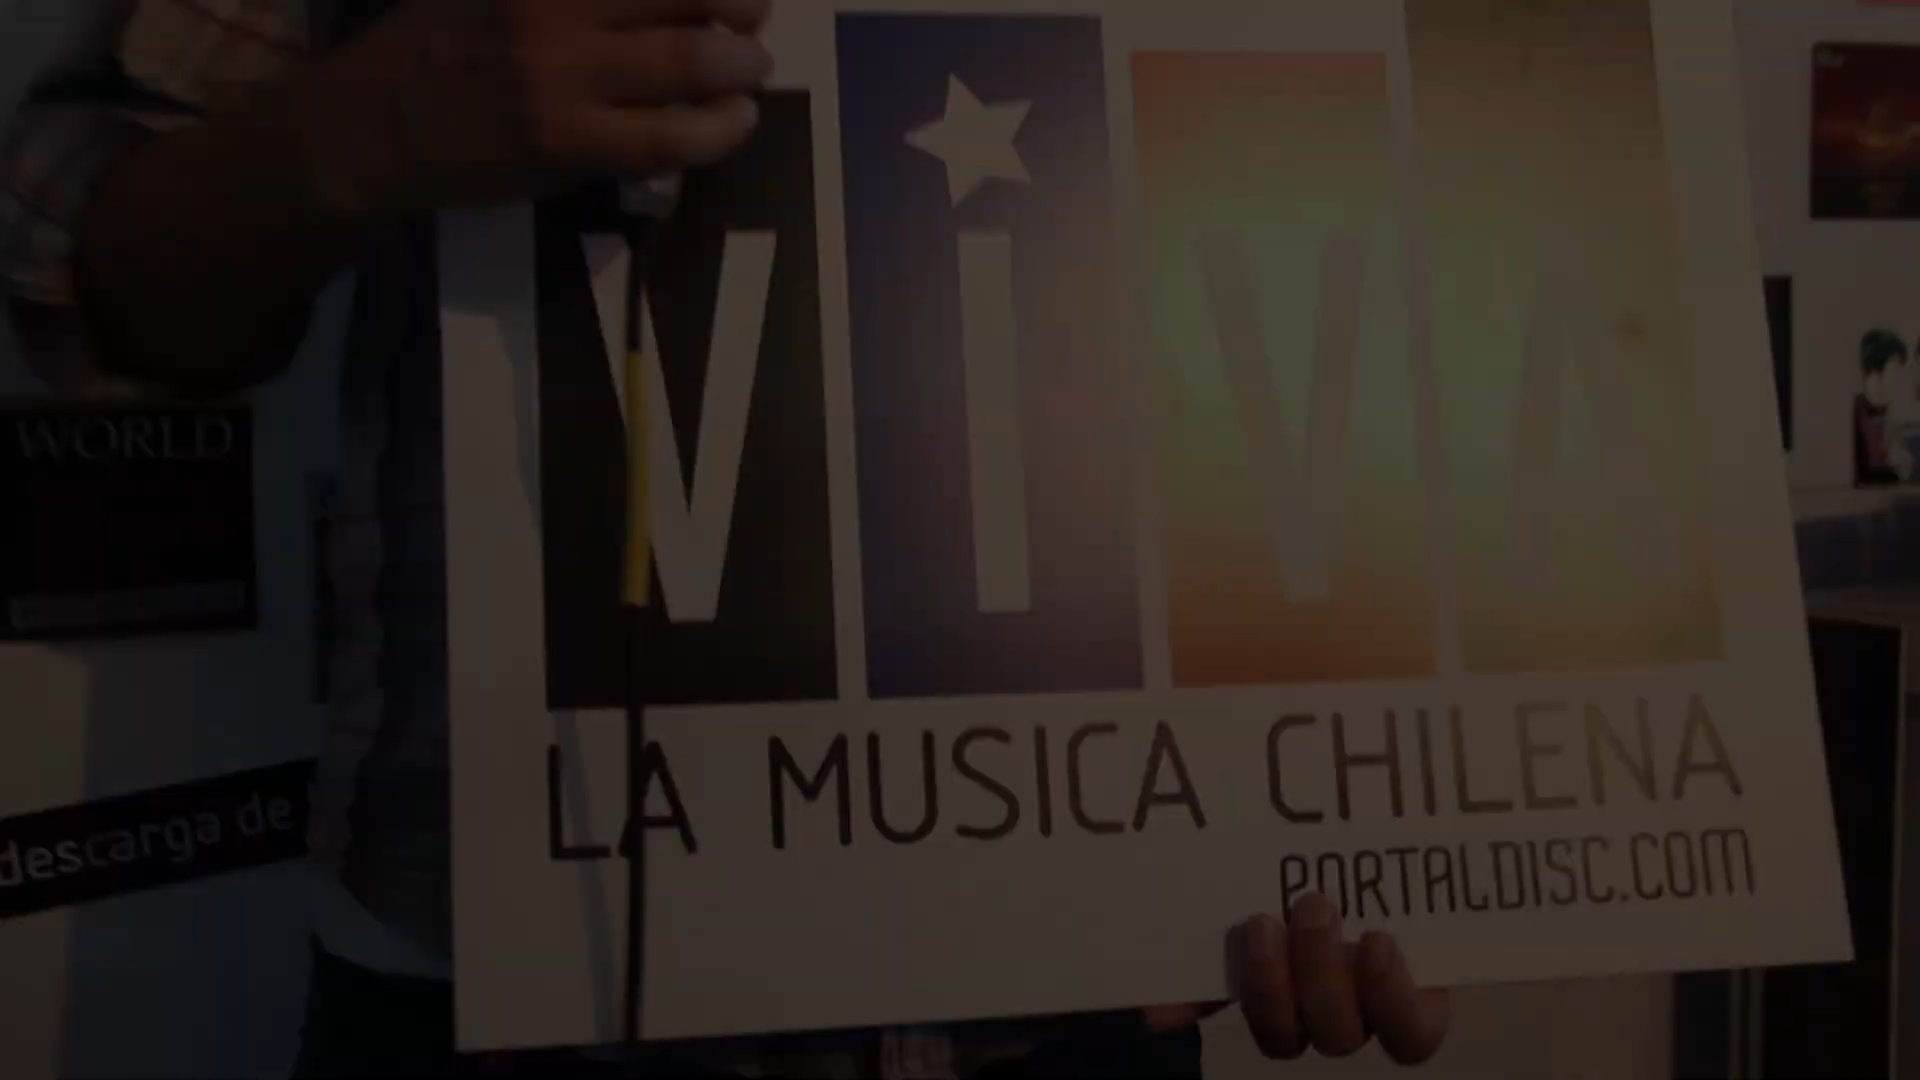 ViVA
LA MUSICA CHILENA
PORTALDISC.COM
WORLD
descarga de